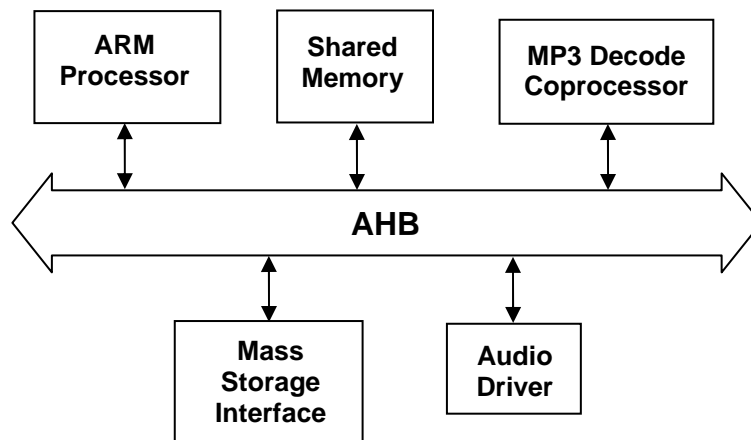 ARM
Processor
Shared
Memory
MP3 Decode
Coprocessor
AHB
Mass
Storage
Interface
Audio
Driver